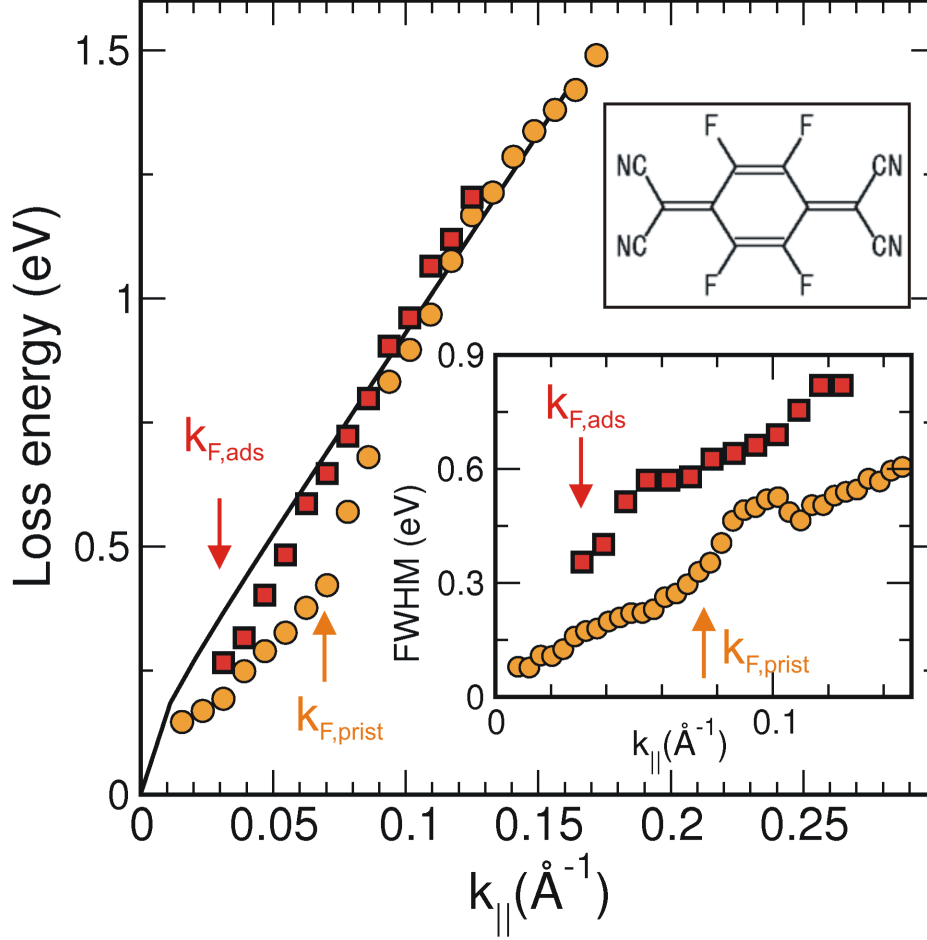 1.5
1
0.5
0
Loss energy (eV)
0
0.05
0.1
0.15
0.2
0.25
k||(Å-1)
kF,ads
kF,prist
F
F
NC
CN
NC
CN
F
F
0.9
0.6
0.3
0
FWHM (eV)
kF,ads
kF,prist
0
0.1
k||(Å-1)